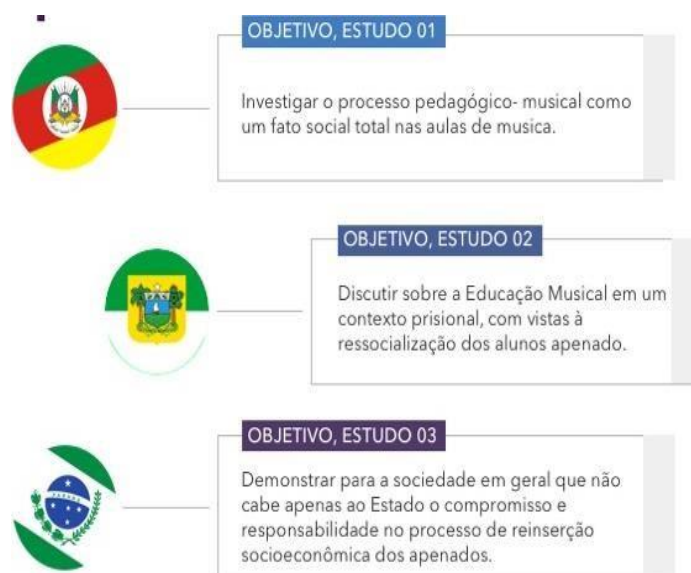 OBJETIVO, ESTUDO 01
Investigar o processo pedagógico- musical como
um fato social total nas aulas de musica.
OBJETIVO, ESTUDO 02
Discutir sobre a Educação Musical em um
contexto prisional, com vistas à
ressocialização dos alunos apenado.
OBJETIVO, ESTUDO 03
Demonstrar para a sociedade em geral que não
cabe apenas ao Estado o compromisso e
responsabilidade no processo de reinserção
socioeconômica dos apenados.